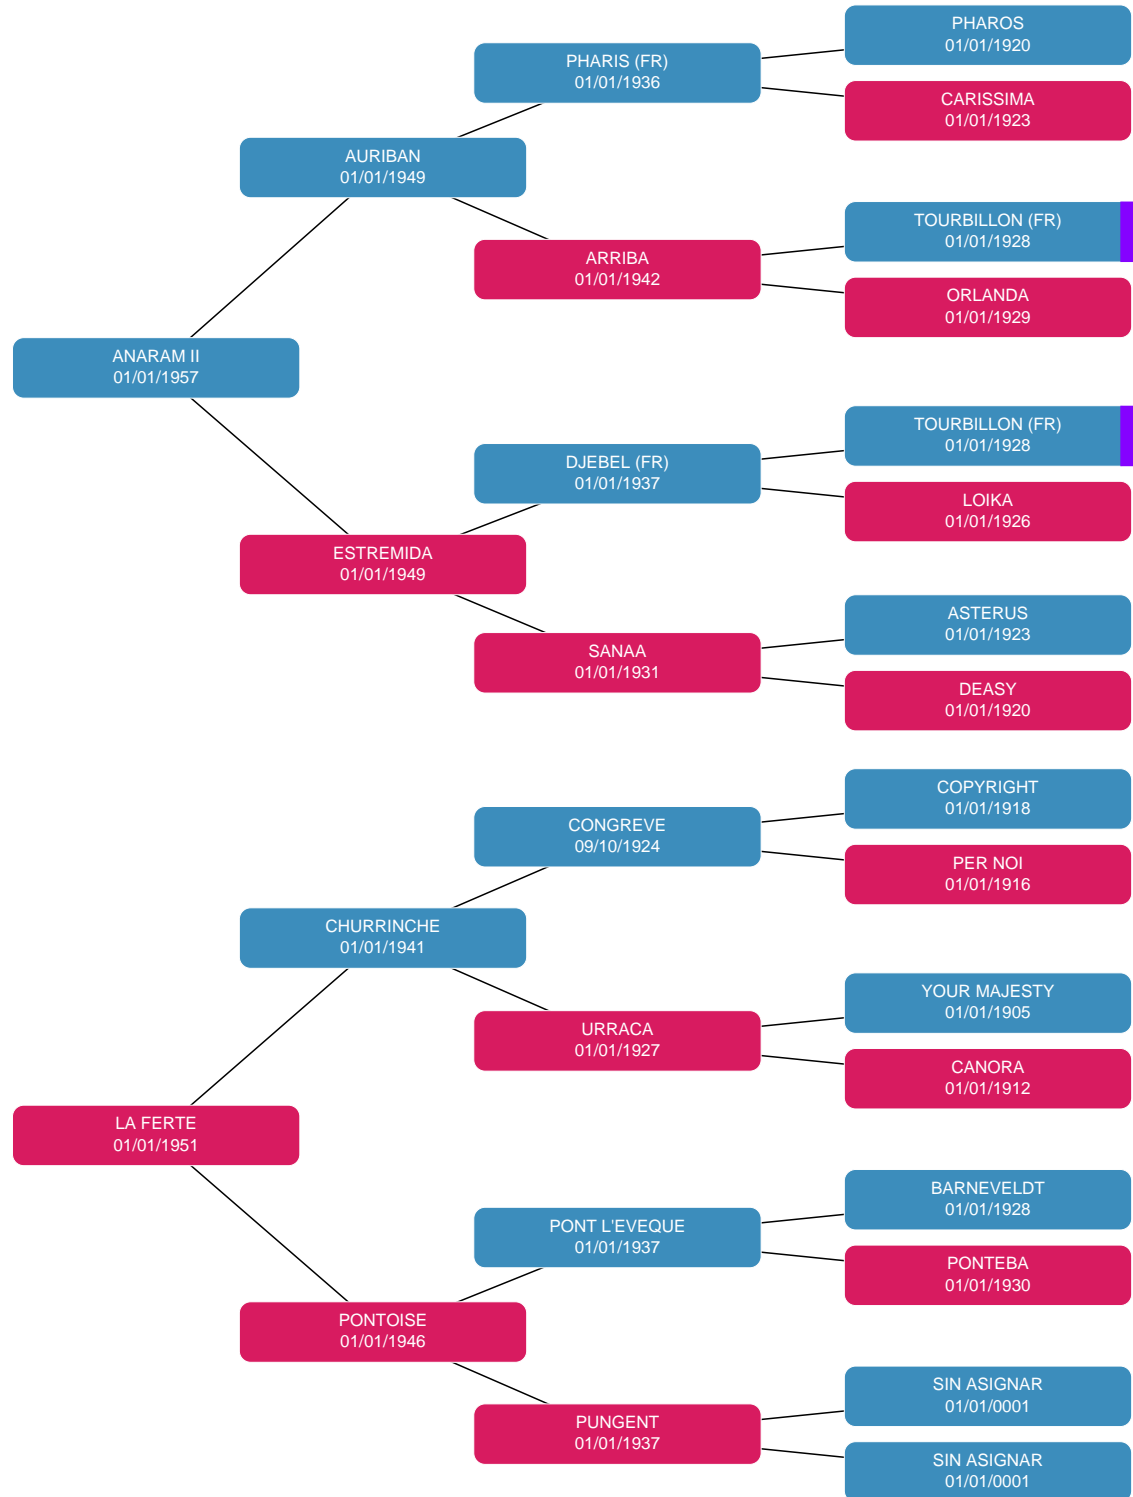 PHAROS
01/01/1920
PHARIS (FR)
01/01/1936
CARISSIMA
01/01/1923
AURIBAN
01/01/1949
TOURBILLON (FR)
01/01/1928
ARRIBA
01/01/1942
ORLANDA
01/01/1929
ANARAM II
01/01/1957
TOURBILLON (FR)
01/01/1928
DJEBEL (FR)
01/01/1937
LOIKA
01/01/1926
ESTREMIDA
01/01/1949
ASTERUS
01/01/1923
SANAA
01/01/1931
DEASY
01/01/1920
COPYRIGHT
01/01/1918
CONGREVE
09/10/1924
PER NOI
01/01/1916
CHURRINCHE
01/01/1941
YOUR MAJESTY
01/01/1905
URRACA
01/01/1927
CANORA
01/01/1912
LA FERTE
01/01/1951
BARNEVELDT
01/01/1928
PONT L'EVEQUE
01/01/1937
PONTEBA
01/01/1930
PONTOISE
01/01/1946
SIN ASIGNAR
01/01/0001
PUNGENT
01/01/1937
SIN ASIGNAR
01/01/0001